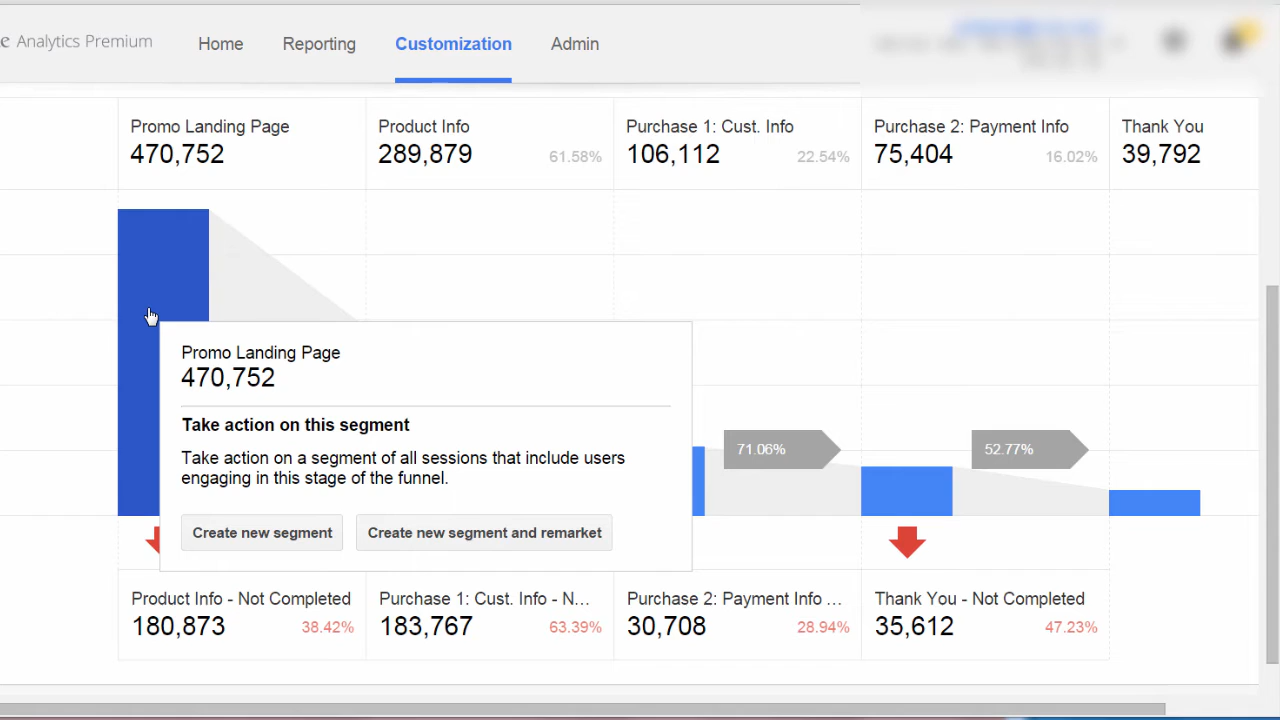 Analytics Premium
Home
Reporting
Customization
Admin
Promo Landing Page
470,752
Product Info
289,879
61.58%
Purchase 1: Cust. Info
106,112
22.54%
Purchase 2: Payment Info
75,404
16.02%
Thank You
39,792
Promo Landing Page
470,752
Take action on this segment
Take action on a segment of all sessions that include users
engaging in this stage of the funnel.
Create new segment
Create new segment and remarket
71.06%
52.77%
Product Info - Not Completed
180,873
38.42%
Purchase 1: Cust. Info - N...
183,767
63.39%
Purchase 2: Payment Info ...
30,708
28.94%
Thank You - Not Completed
35,612
47.23%